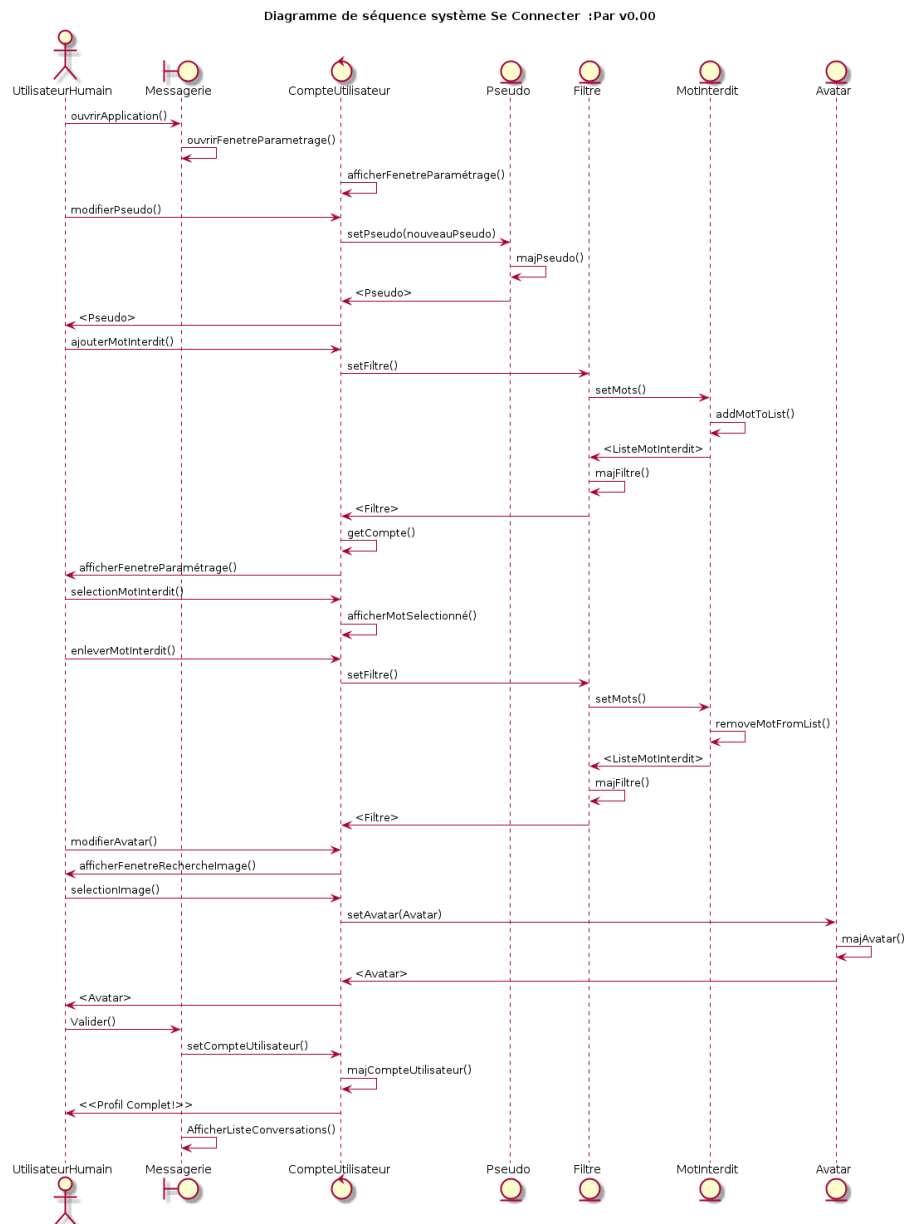 Diagramme de séquence système Se Connecter  :Par v0.00
UtilisateurHumain Messagerie CompteUtilisateur Pseudo Filtre MotInterdit Avatar
ouvrirApplication()
ouvrirFenetreParametrage()
afficherFenetreParamétrage()
modifierPseudo()
setPseudo(nouveauPseudo)
majPseudo()
<Pseudo>
<Pseudo>
ajouterMotInterdit()
setFiltre()
setMots()
addMotToList()
<ListeMotInterdit>
majFiltre()
<Filtre>
getCompte()
afficherFenetreParamétrage()
selectionMotInterdit()
afficherMotSelectionné()
enleverMotInterdit()
setFiltre()
setMots()
removeMotFromList()
<ListeMotInterdit>
majFiltre()
<Filtre>
modifierAvatar()
afficherFenetreRechercheImage()
selectionImage()
setAvatar(Avatar)
majAvatar()
<Avatar>
<Avatar>
Valider()
setCompteUtilisateur()
majCompteUtilisateur()
<<Profil Complet!>>
AfficherListeConversations()
UtilisateurHumain Messagerie CompteUtilisateur Pseudo Filtre MotInterdit Avatar